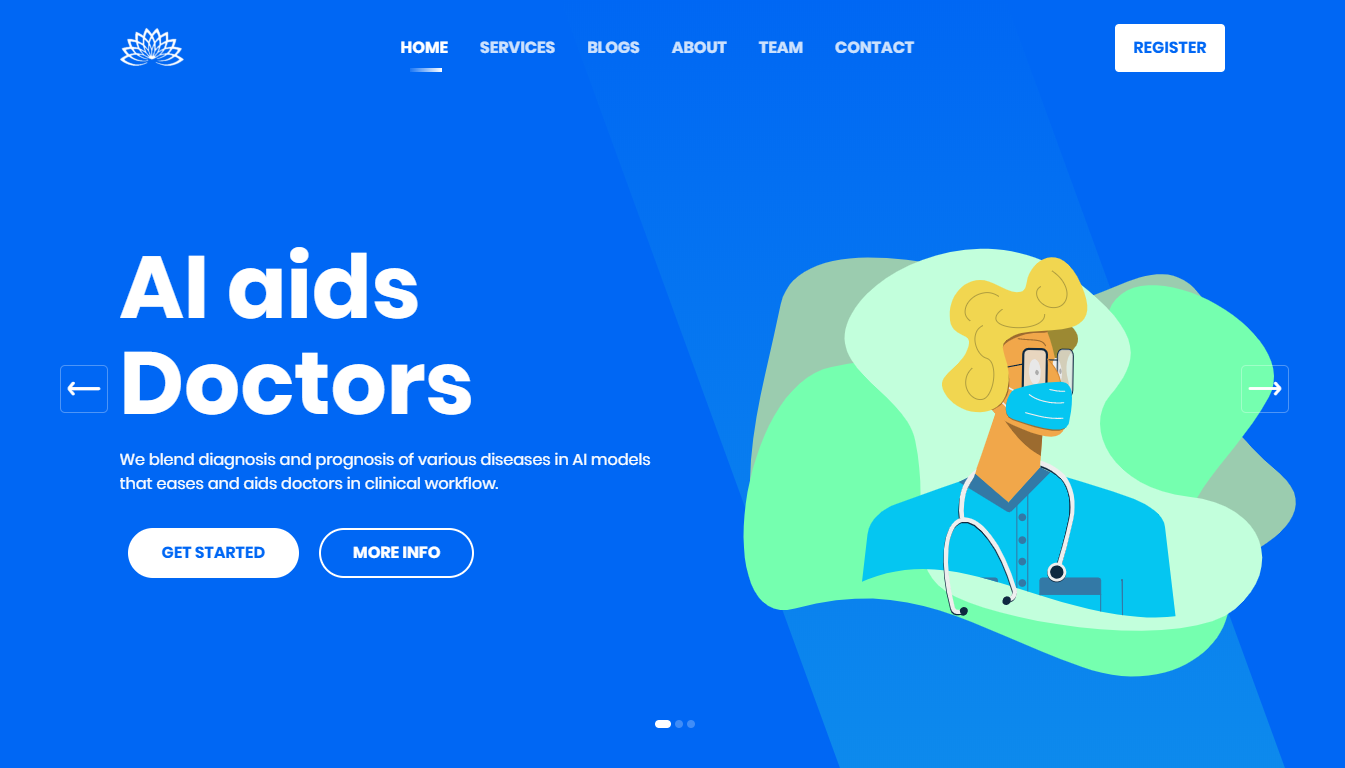 HOME SERVICES BLOGS ABOUT TEAM CONTACT REGISTER
AI aids
Doctors
We blend diagnosis and prognosis of various diseases in AI models
that eases and aids doctors in clinical workflow.
GET STARTED MORE INFO